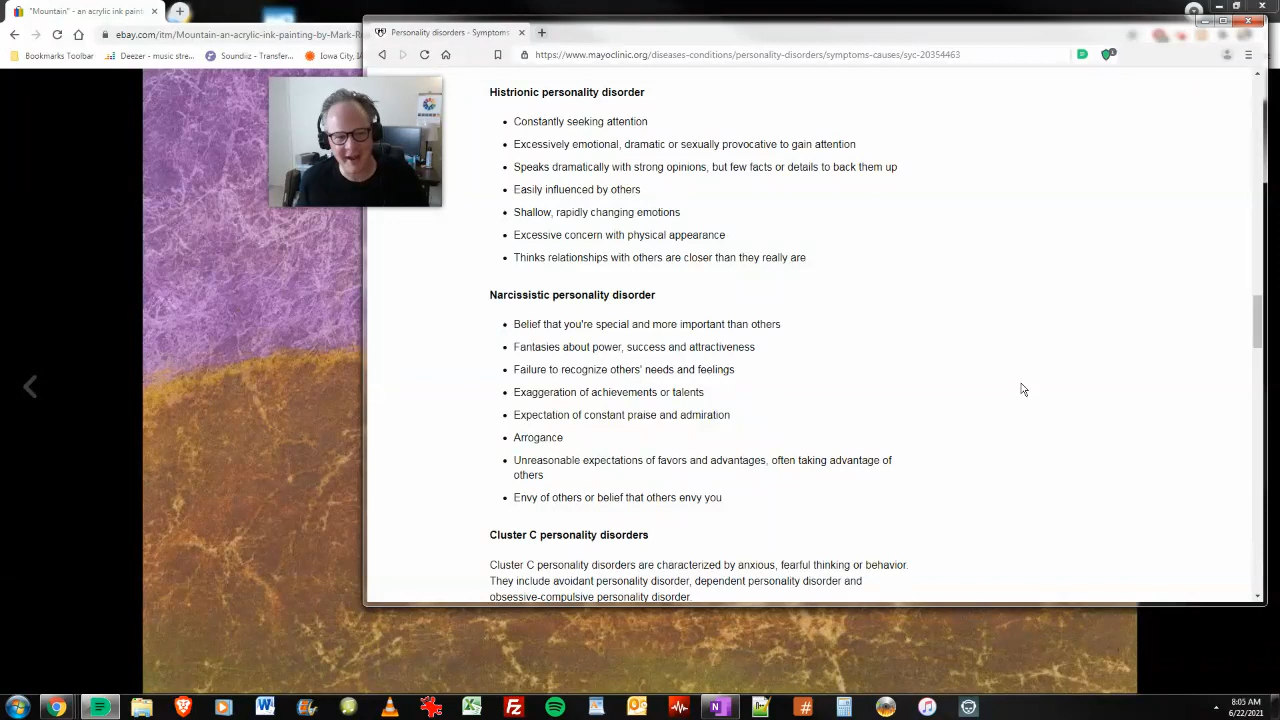 "Mountain" - an acrylic ink paint
ebay.com/itm/Mountain-an-acrylic-ink-painting-by-Mark-R
Bookmarks Toolbar
Deezer - music stre...
Soundiiz - Transfer...
Iowa City, IA
Personality disorders - Symptoms
https://www.mayoclinic.org/diseases-conditions/personality-disorders/symptoms-causes/syc-20354463
Histrionic personality disorder
• Constantly seeking attention
• Excessively emotional, dramatic or sexually provocative to gain attention
• Speaks dramatically with strong opinions, but few facts or details to back them up
• Easily influenced by others
• Shallow, rapidly changing emotions
• Excessive concern with physical appearance
• Thinks relationships with others are closer than they really are
Narcissistic personality disorder
• Belief that you're special and more important than others
• Fantasies about power, success and attractiveness
• Failure to recognize others' needs and feelings
• Exaggeration of achievements or talents
• Expectation of constant praise and admiration
• Arrogance
• Unreasonable expectations of favors and advantages, often taking advantage of
others
• Envy of others or belief that others envy you
Cluster C personality disorders
Cluster C personality disorders are characterized by anxious, fearful thinking or behavior.
They include avoidant personality disorder, dependent personality disorder and
obsessive-compulsive personality disorder.
8:05 AM
6/22/2021